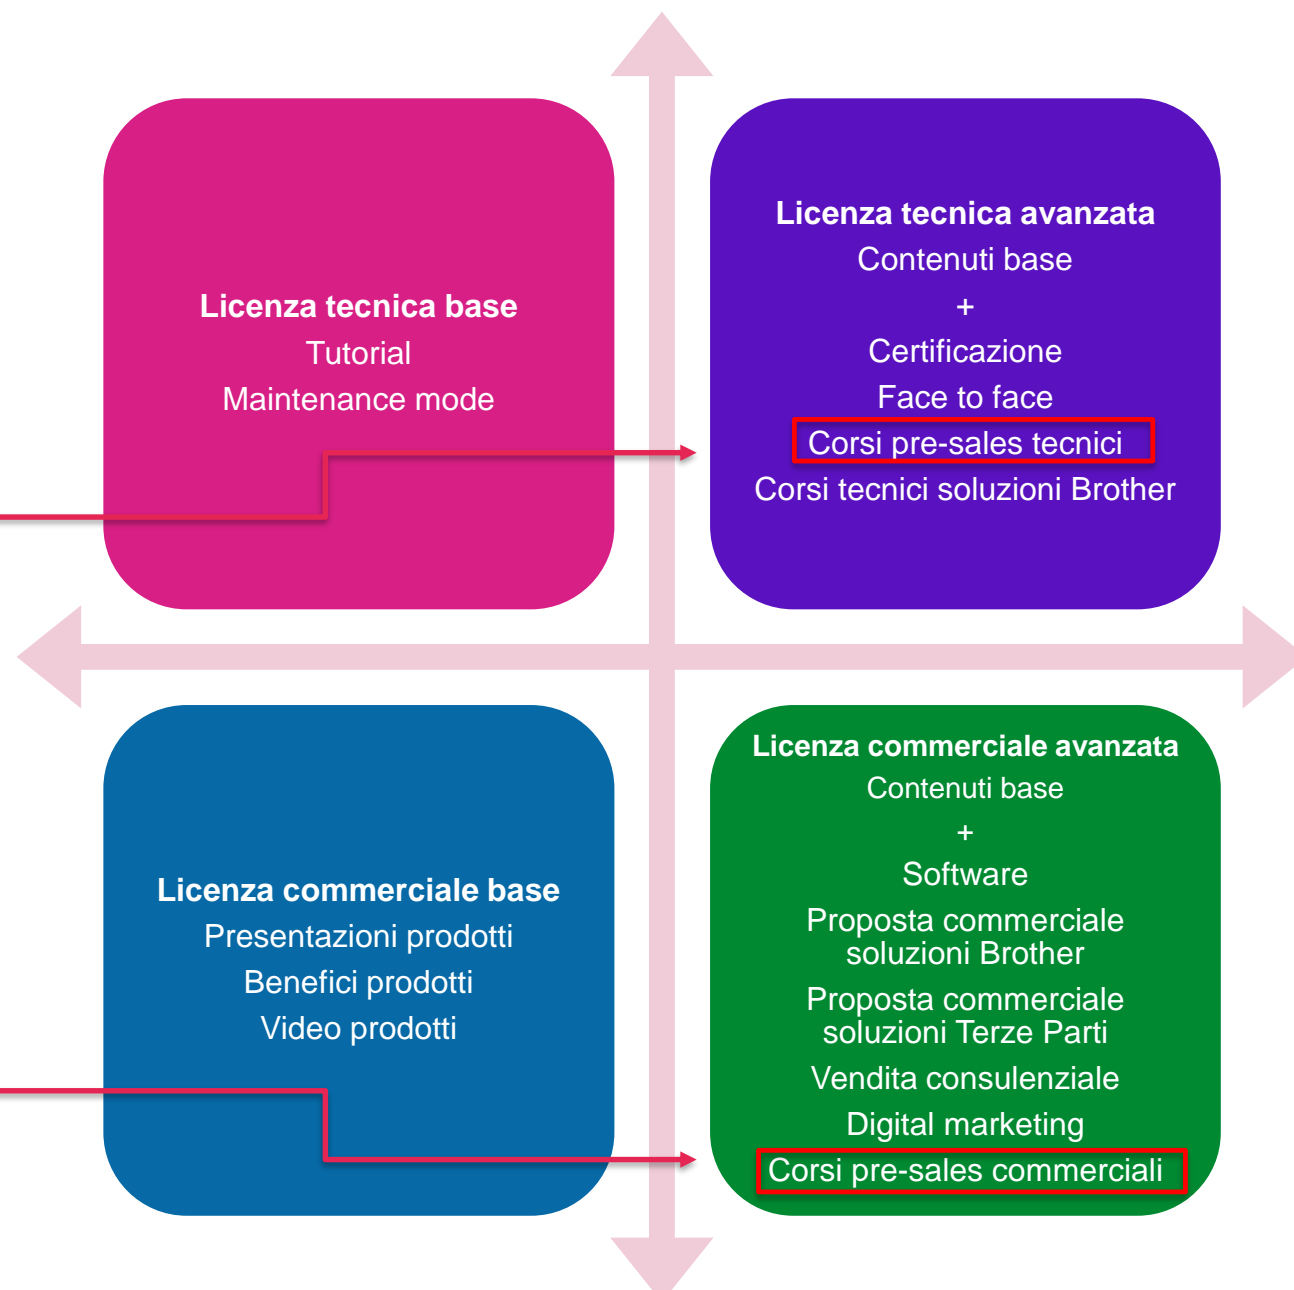 Licenza tecnica base
Tutorial
Maintenance mode
Licenza tecnica avanzata
Contenuti base
+
Certificazione
Face to face
Corsi pre-sales tecnici
Corsi tecnici soluzioni Brother
Licenza commerciale base
Presentazioni prodotti
Benefici prodotti
Video prodotti
Licenza commerciale avanzata
Contenuti base
+
Software
Proposta commerciale
soluzioni Brother
Proposta commerciale
soluzioni Terze Parti
Vendita consulenziale
Digital marketing
Corsi pre-sales commerciali